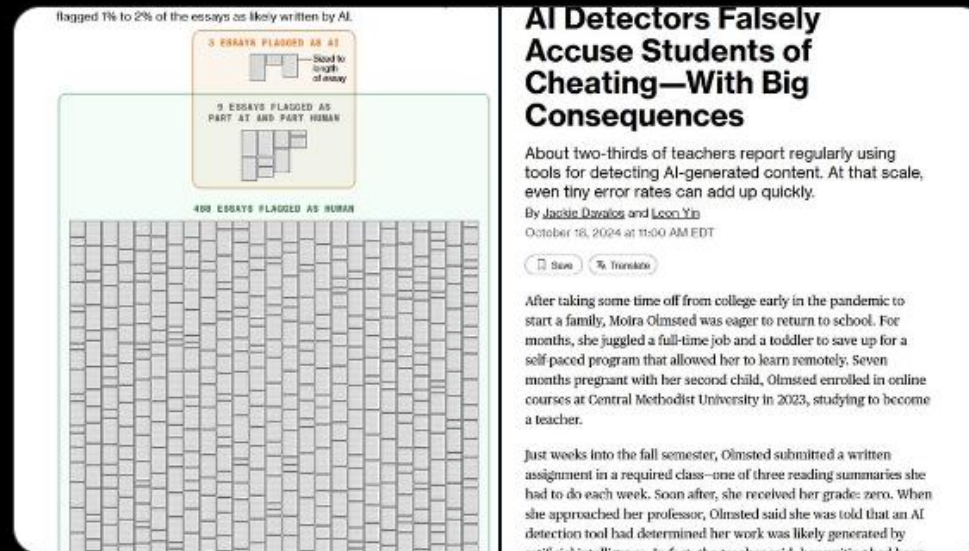 flagged 1% to 2% of the essays as likely written by AI.
3 ESSAYS FLAGGED AS AI
Sized to
length
of essay
9 ESSAYS FLAGGED AS
PART AI AND PART HUMAN
488 ESSAYS FLAGGED AS HUMAN
AI Detectors Falsely
Accuse Students of
Cheating—With Big
Consequences
About two-thirds of teachers report regularly using
tools for detecting AI-generated content. At that scale,
even tiny error rates can add up quickly.
By Jackie Davalos and Leon Yin
October 18, 2024 at 11:00 AM EDT
Save
Translate
After taking some time off from college early in the pandemic to
start a family, Moira Olmsted was eager to return to school. For
months, she juggled a full-time job and a toddler to save up for a
self-paced program that allowed her to learn remotely. Seven
months pregnant with her second child, Olmsted enrolled in online
courses at Central Methodist University in 2023, studying to become
a teacher.
Just weeks into the fall semester, Olmsted submitted a written
assignment in a required class—one of three reading summaries she
had to do each week. Soon after, she received her grade: zero. When
she approached her professor, Olmsted said she was told that an AI
detection tool had determined her work was likely generated by